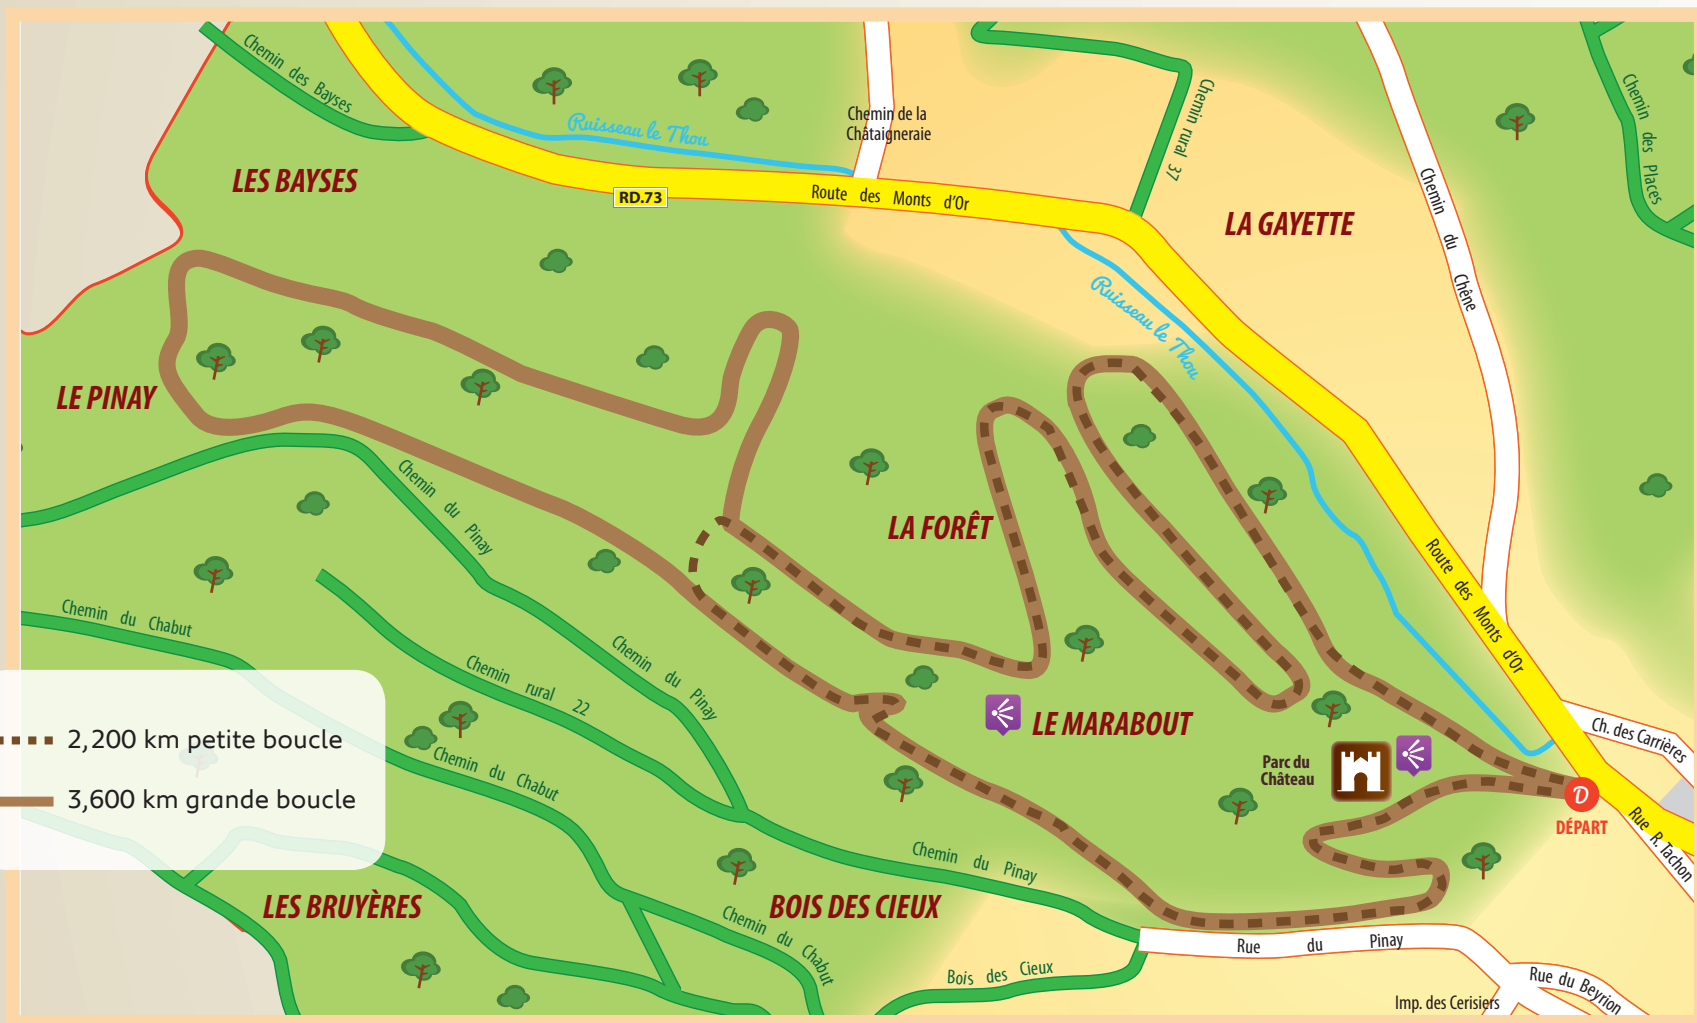 Chemin des Bayses
Ruisseau le Thou
Chemin de la
Châtaigneraie
Chemin rural 37
Chemin des Places
LES BAYSES
RD.73
Route des Monts d'Or
LA GAYETTE
Chemin du Chêne
Ruisseau le Thou
LE PINAY
Chemin du Pinay
LA FORÊT
Route des Monts d'Or
Chemin du Chabut
Chemin du Pinay
Chemin rural 22
LE MARABOUT
Ch. des Carrières
2,200 km petite boucle
3,600 km grande boucle
Chemin du Chabut
Parc du
Château
D
DÉPART
Rue R. Tachon
Chemin du Pinay
LES BRUYÈRES
BOIS DES CIEUX
Chemin du Chabut
Rue du Pinay
Bois des Cieux
Rue du Beyrion
Imp. des Cerisiers